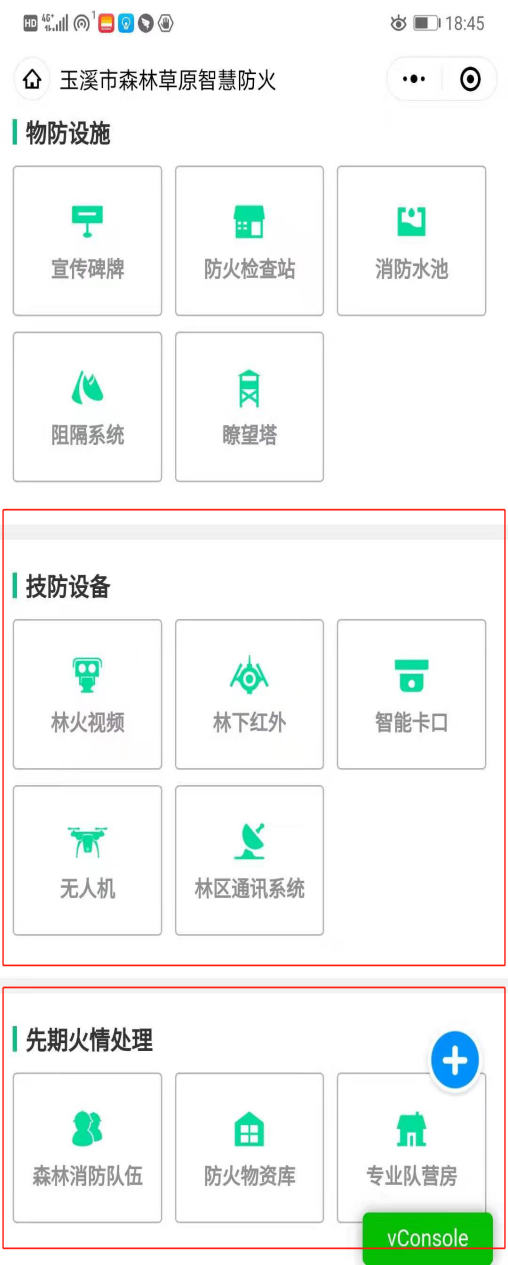 HD 4G+ 1 18:45
玉溪市森林草原智慧防火
物防设施
宣传碑牌 防火检查站 消防水池
阻隔系统 瞭望塔
技防设备
林火视频 林下红外 智能卡口
无人机 林区通讯系统
先期火情处理
森林消防队伍 防火物资库 专业队营房
vConsole